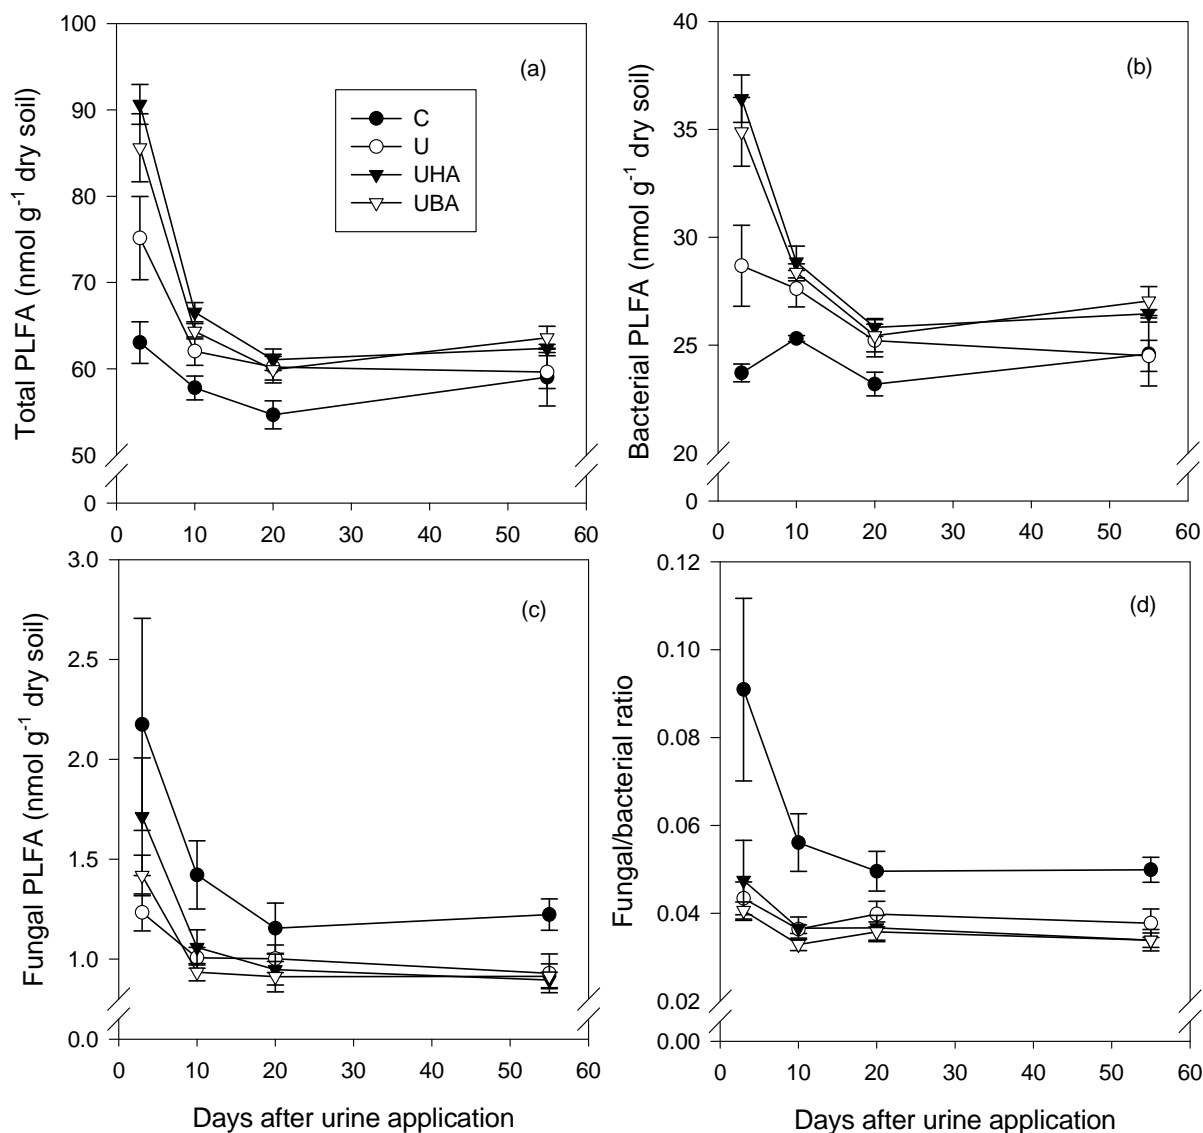 Total PLFA (nmol g⁻¹ dry soil)
100
90
80
70
60
50
0
(a)
C
U
UHA
UBA
0 10 20 30 40 50 60
Bacterial PLFA (nmol g⁻¹ dry soil)
40
35
30
25
20
0
(b)
0 10 20 30 40 50 60
Fungal PLFA (nmol g⁻¹ dry soil)
3.0
2.5
2.0
1.5
1.0
0.0
(c)
0 10 20 30 40 50 60
Days after urine application
Fungal/bacterial ratio
0.12
0.10
0.08
0.06
0.04
0.02
0.00
(d)
0 10 20 30 40 50 60
Days after urine application